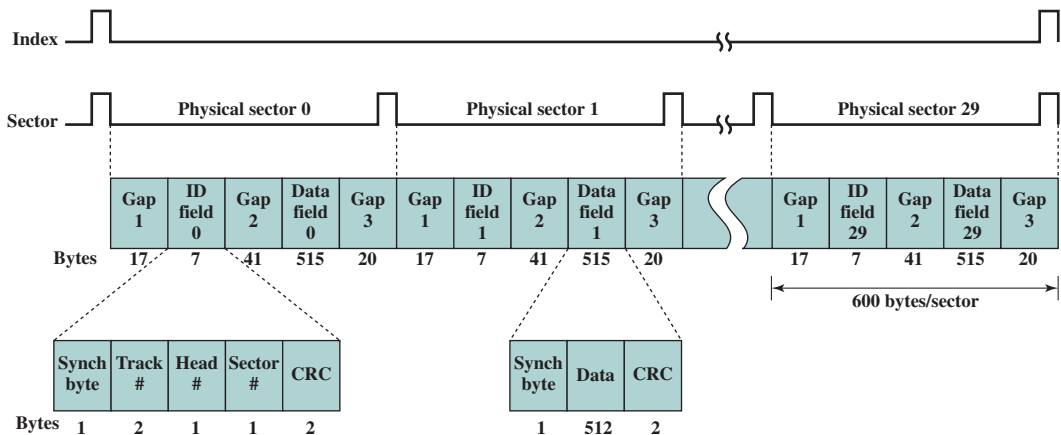 Index
Sector
Physical sector 0
Physical sector 1
Physical sector 29
Gap 1
ID field 0
Gap 2
Data field 0
Gap 3
Gap 1
ID field 1
Gap 2
Data field 1
Gap 3
Gap 1
ID field 29
Gap 2
Data field 29
Gap 3
Bytes 17 7 41 515 20 17 7 41 515 20 17 7 41 515 20
600 bytes/sector
Synch byte
Track #
Head #
Sector #
CRC
Synch byte
Data
CRC
Bytes 1 2 1 1 2 1 512 2